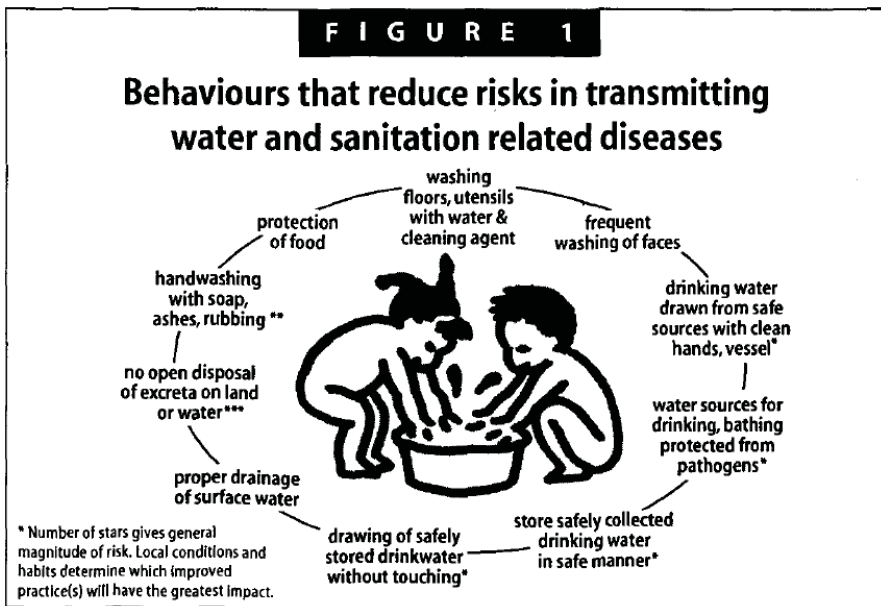 FIGURE 1
Behaviours that reduce risks in transmitting
water and sanitation related diseases
washing
floors, utensils
with water &
cleaning agent
frequent
washing of faces
drinking water
drawn from safe
sources with clean
hands, vessel*
water sources for
drinking, bathing
protected from
pathogens*
store safely collected
drinking water
in safe manner*
drawing of safely
stored drinkwater
without touching*
proper drainage
of surface water
no open disposal
of excreta on land
or water***
handwashing
with soap,
ashes, rubbing **
protection
of food
* Number of stars gives general
magnitude of risk. Local conditions and
habits determine which improved
practice(s) will have the greatest impact.